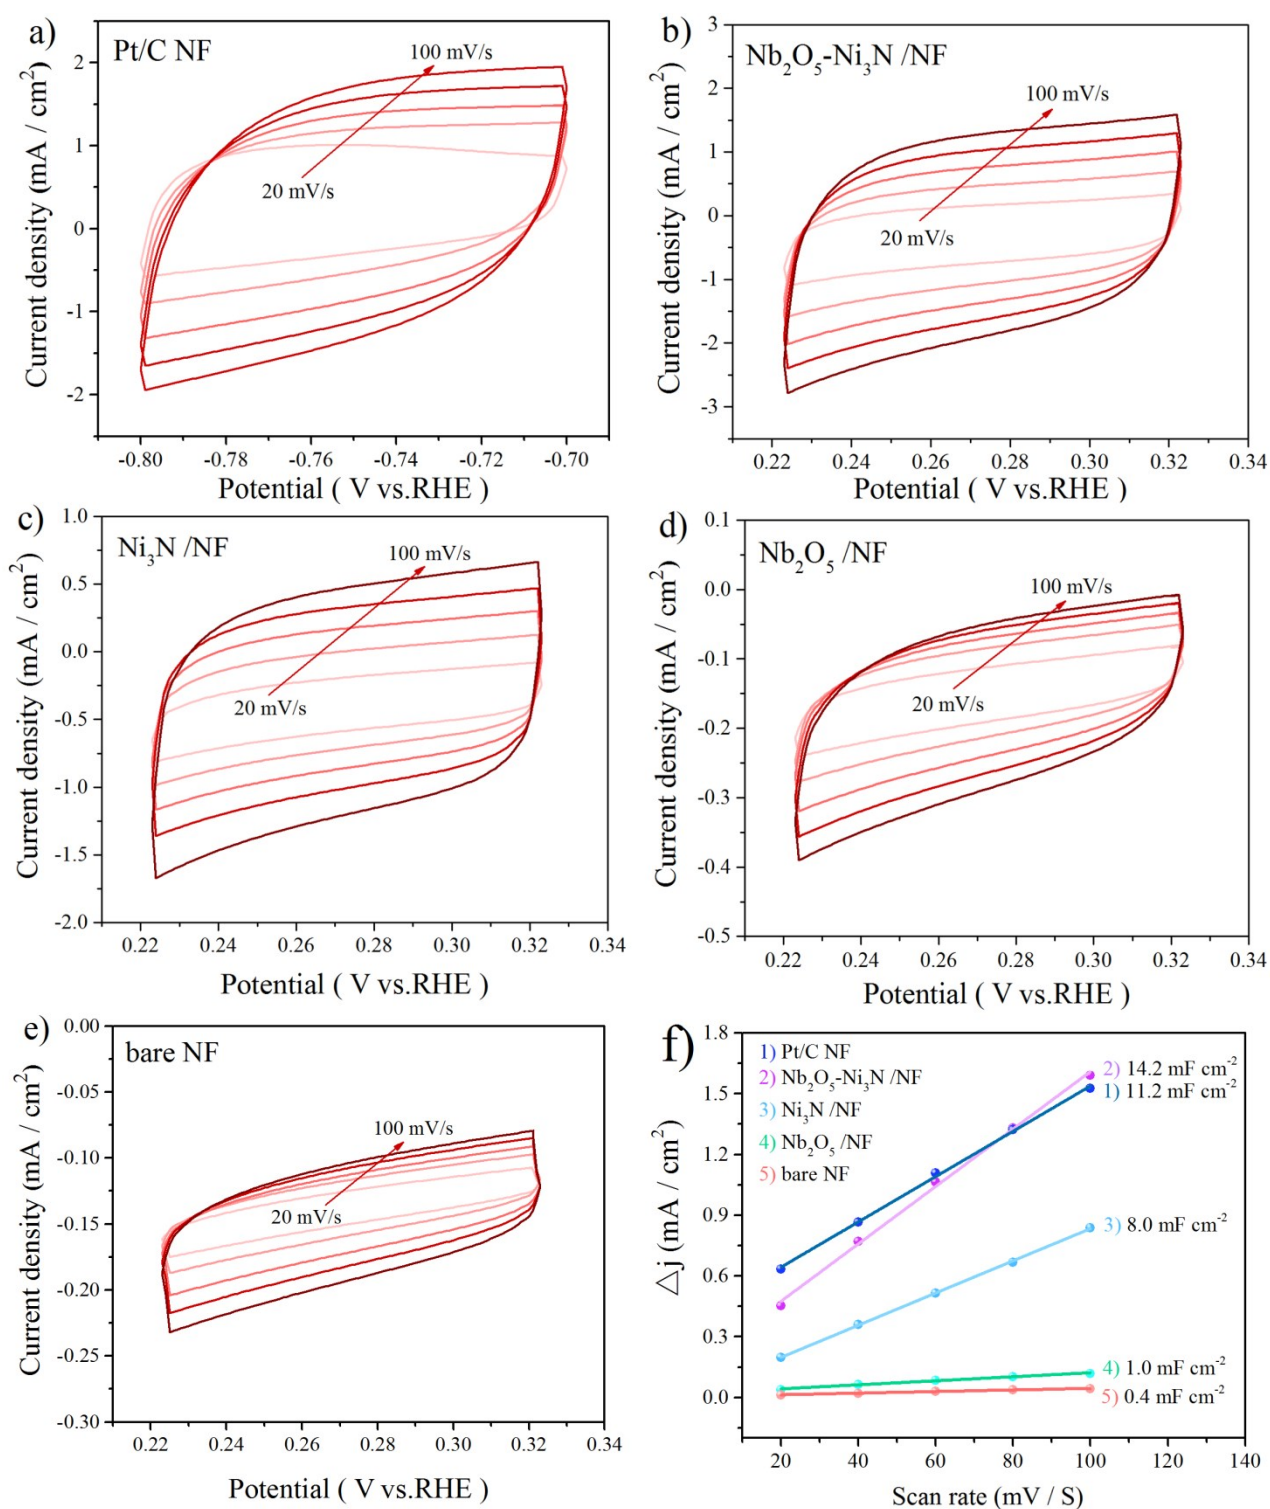 a)
Pt/C NF
100 mV/s
20 mV/s
Current density (mA / cm²)
2
1
0
-1
-2
-0.80 -0.78 -0.76 -0.74 -0.72 -0.70
Potential ( V vs.RHE )
b)
Nb₂O₅-Ni₃N /NF
100 mV/s
20 mV/s
Current density (mA / cm²)
3
2
1
0
-1
-2
-3
0.22 0.24 0.26 0.28 0.30 0.32 0.34
Potential ( V vs.RHE )
c)
Ni₃N /NF
100 mV/s
20 mV/s
Current density (mA / cm²)
1.0
0.5
0.0
-0.5
-1.0
-1.5
-2.0
0.22 0.24 0.26 0.28 0.30 0.32 0.34
Potential ( V vs.RHE )
d)
Nb₂O₅ /NF
100 mV/s
20 mV/s
Current density (mA / cm²)
0.1
0.0
-0.1
-0.2
-0.3
-0.4
-0.5
0.22 0.24 0.26 0.28 0.30 0.32 0.34
Potential ( V vs.RHE )
e)
bare NF
100 mV/s
20 mV/s
Current density (mA / cm²)
0.00
-0.05
-0.10
-0.15
-0.20
-0.25
-0.30
0.22 0.24 0.26 0.28 0.30 0.32 0.34
Potential ( V vs.RHE )
f)
1) Pt/C NF
2) Nb₂O₅-Ni₃N /NF
3) Ni₃N /NF
4) Nb₂O₅ /NF
5) bare NF
2) 14.2 mF cm⁻²
1) 11.2 mF cm⁻²
3) 8.0 mF cm⁻²
4) 1.0 mF cm⁻²
5) 0.4 mF cm⁻²
△j (mA / cm²)
1.8
1.5
1.2
0.9
0.6
0.3
0.0
20 40 60 80 100 120 140
Scan rate (mV / S)